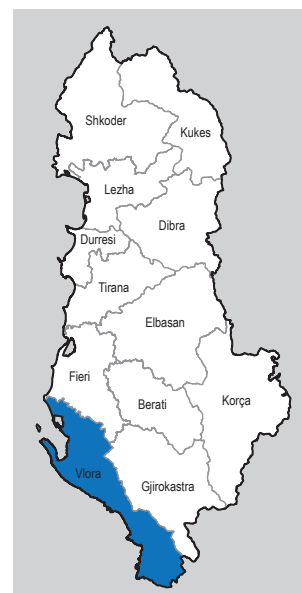 Shkoder
Kukes
Lezha
Dibra
Durresi
Tirana
Elbasan
Fieri
Berati
Korça
Vlora
Gjirokastra